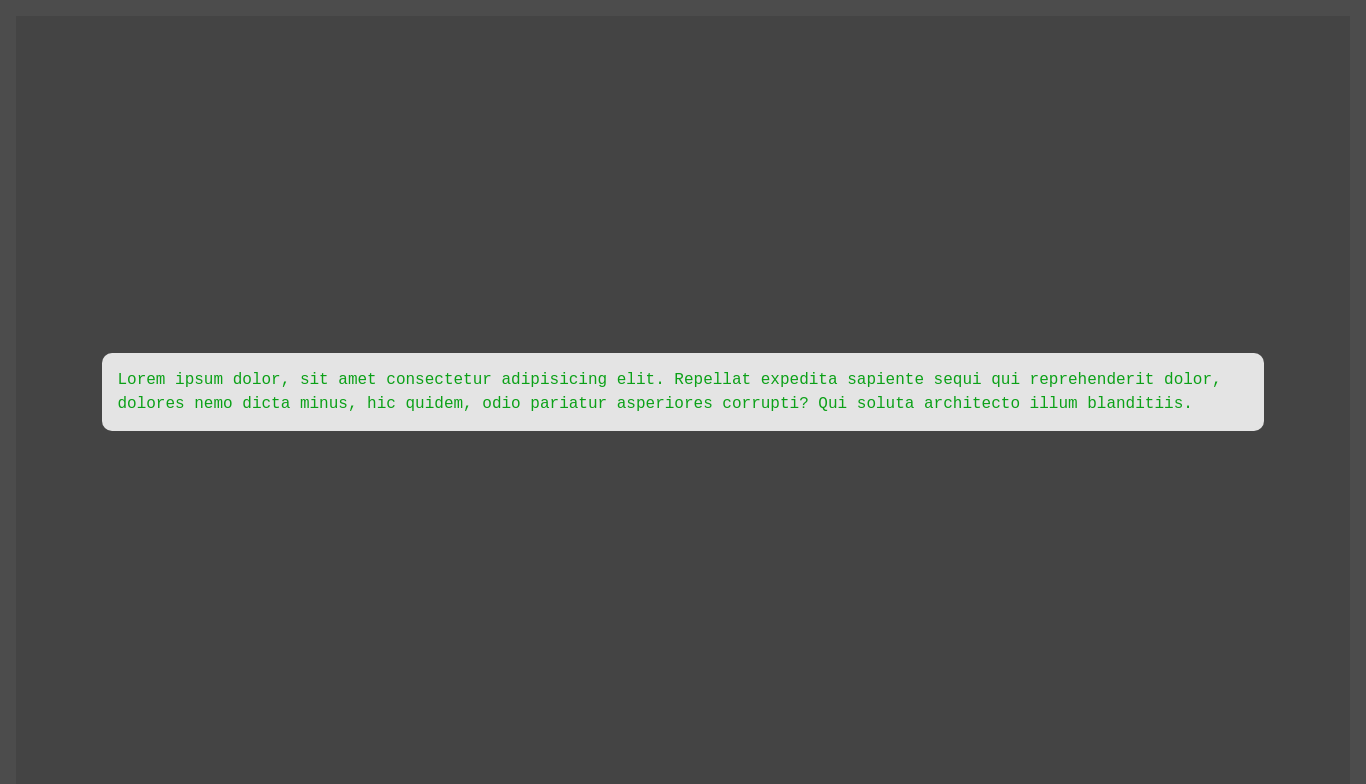 Lorem ipsum dolor, sit amet consectetur adipisicing elit. Repellat expedita sapiente sequi qui reprehenderit dolor,
dolores nemo dicta minus, hic quidem, odio pariatur asperiores corrupti? Qui soluta architecto illum blanditiis.